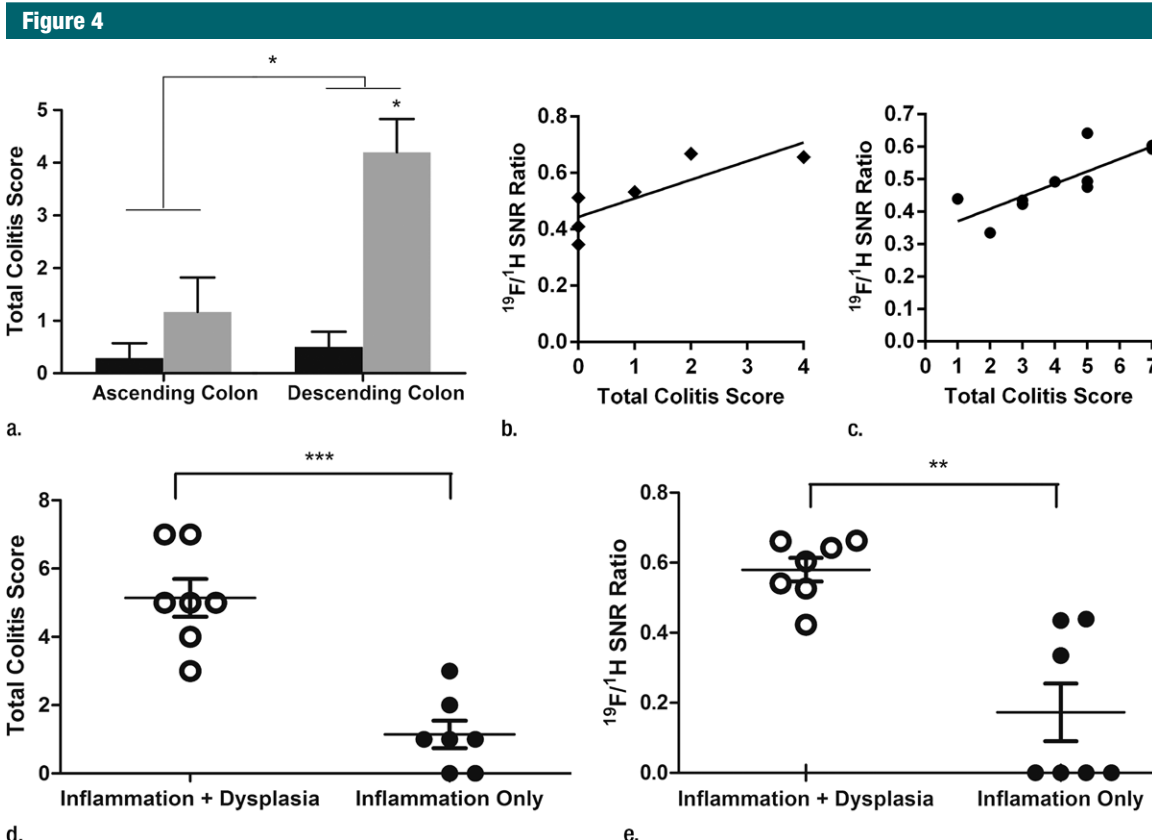 Figure 4
*
*
Total Colitis Score
5
4
3
2
1
0
Ascending Colon
Descending Colon
a.
19F/1H SNR Ratio
0.8
0.6
0.4
0.2
0.0
0
1
2
3
4
Total Colitis Score
b.
19F/1H SNR Ratio
0.7
0.6
0.5
0.4
0.3
0.2
0.1
0.0
0
1
2
3
4
5
6
7
Total Colitis Score
c.
***
Total Colitis Score
8
6
4
2
0
Inflammation + Dysplasia
Inflammation Only
d.
**
19F/1H SNR Ratio
0.8
0.6
0.4
0.2
0.0
Inflammation + Dysplasia
Inflamation Only
e.